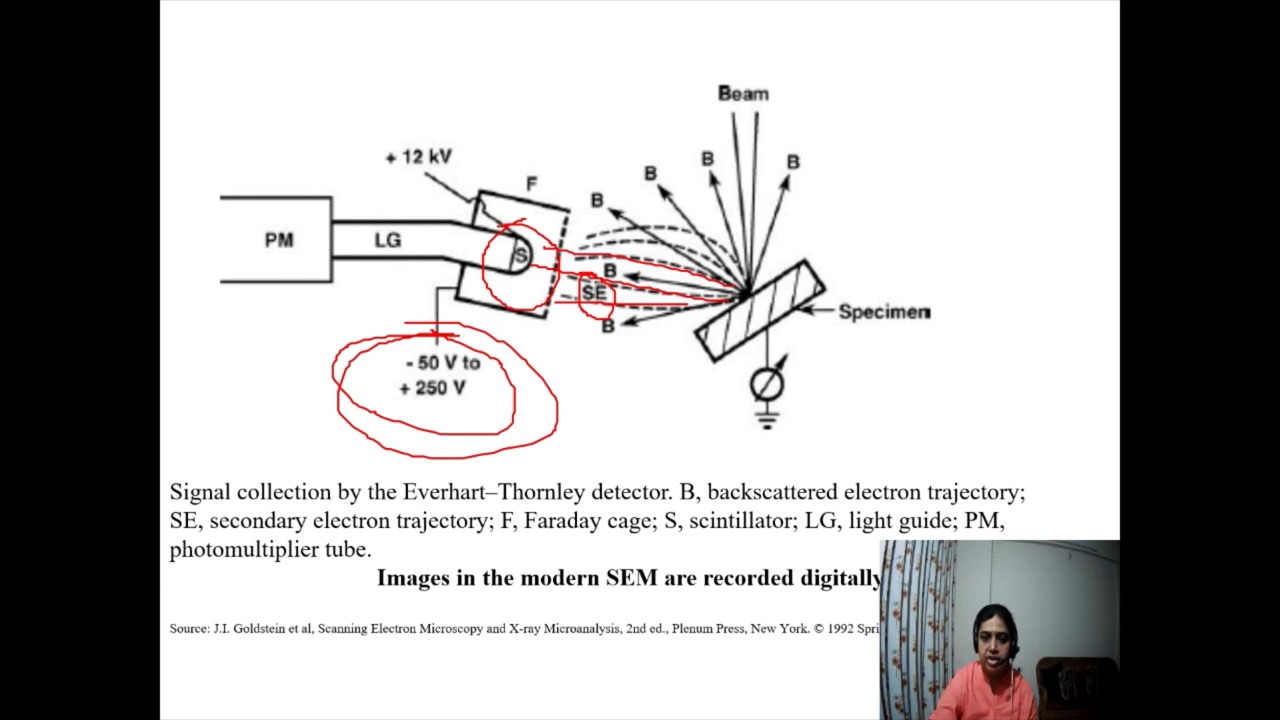 Beam
+ 12 kV
F
B
B
B
B
PM
LG
S
B
SE
B
Specimen
- 50 V to
+ 250 V
Signal collection by the Everhart–Thornley detector. B, backscattered electron trajectory;
SE, secondary electron trajectory; F, Faraday cage; S, scintillator; LG, light guide; PM,
photomultiplier tube.
Images in the modern SEM are recorded digitally
Source: J.I. Goldstein et al, Scanning Electron Microscopy and X-ray Microanalysis, 2nd ed., Plenum Press, New York. © 1992 Spri